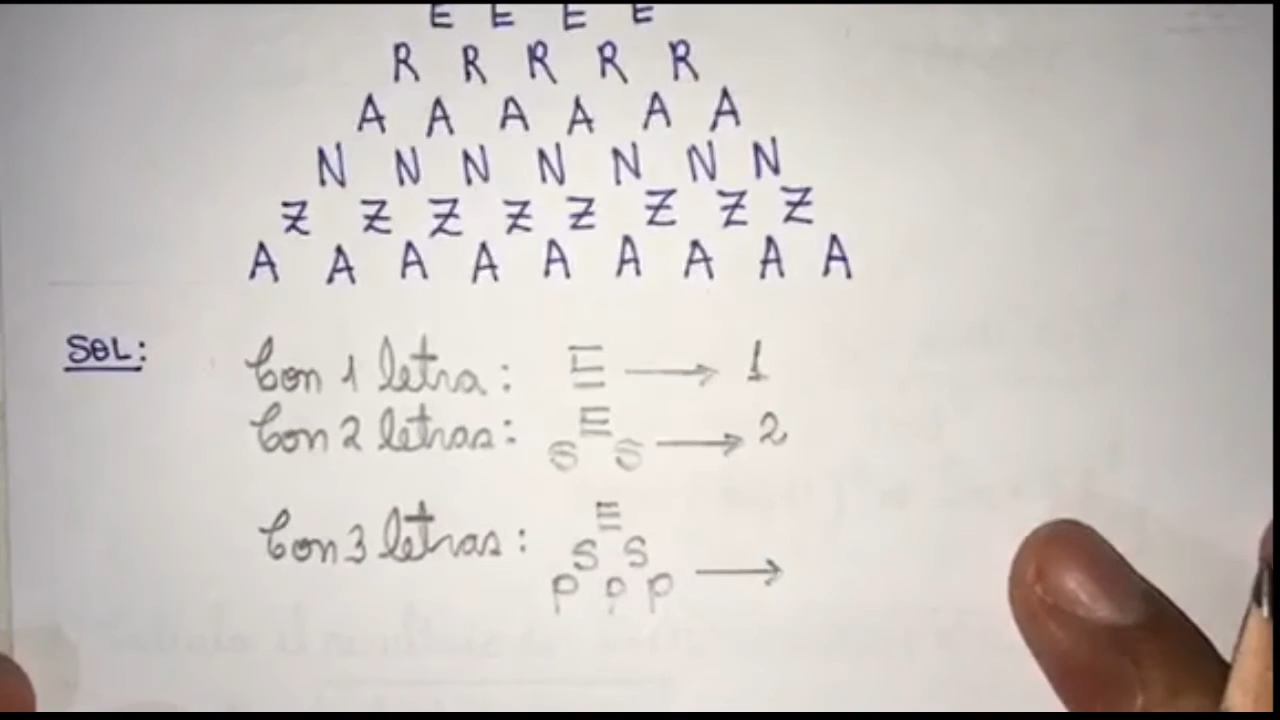 E E E E
R R R R R
A A A A A A
N N N N N N N
Z Z Z Z Z Z Z Z
A A A A A A A A A
SOL:
Con 1 letra: E → 1
Con 2 letras: E
S S → 2
Con 3 letras: E
S S
P P P →